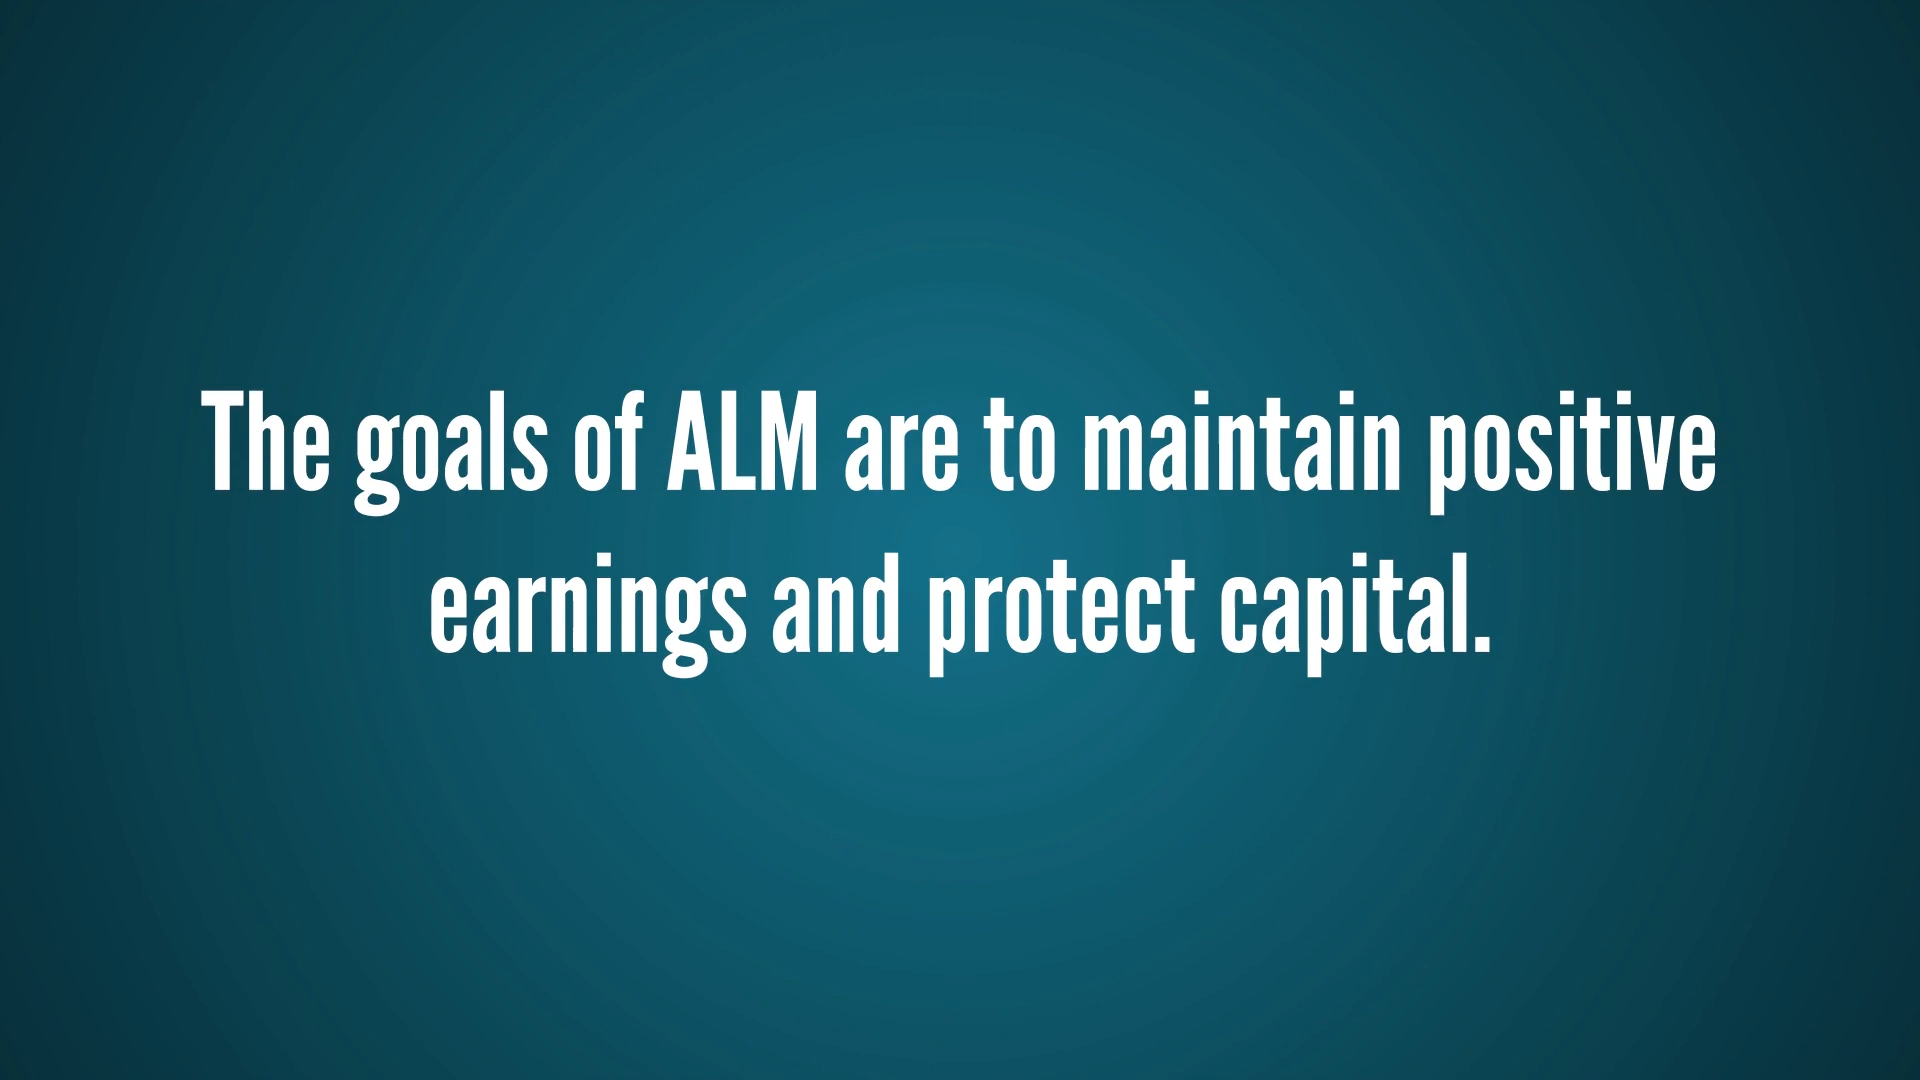 The goals of ALM are to maintain positive
earnings and protect capital.